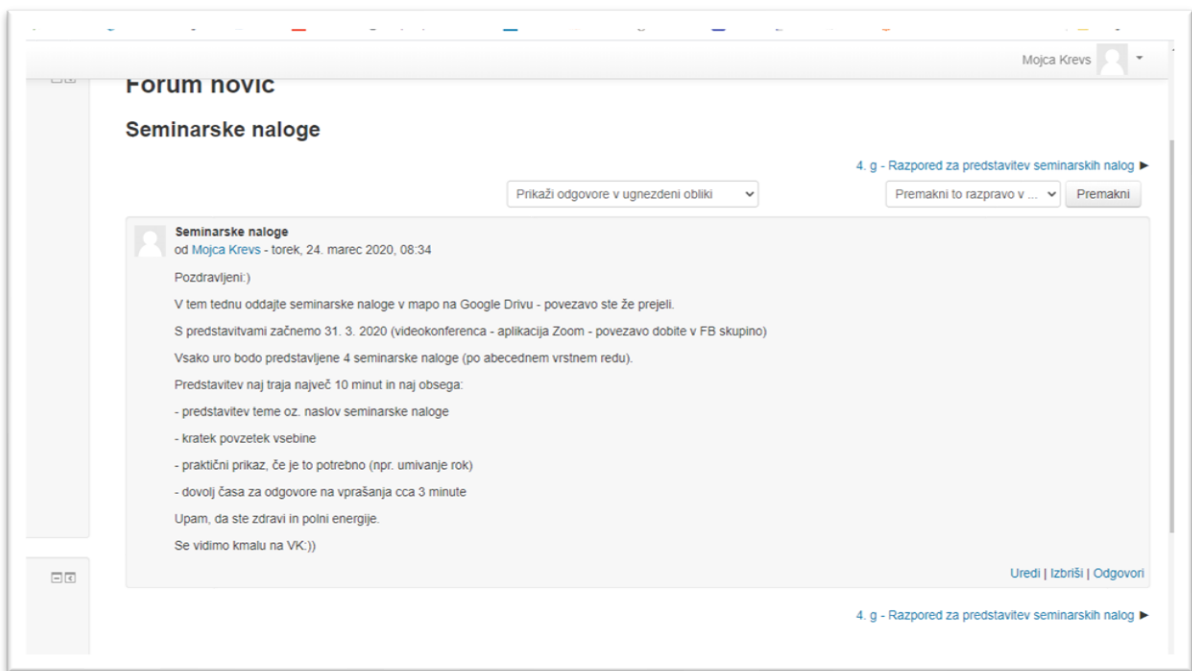 Mojca Krevs
Forum novic
Seminarske naloge
4. g - Razpored za predstavitev seminarskih nalog ►
Prikaži odgovore v ugnezdeni obliki
Premakni to razpravo v ...
Premakni
Seminarske naloge
od Mojca Krevs - torek, 24. marec 2020, 08:34
Pozdravljeni:)
V tem tednu oddajte seminarske naloge v mapo na Google Drivu - povezavo ste že prejeli.
S predstavitvami začnemo 31. 3. 2020 (videokonferenca - aplikacija Zoom - povezavo dobite v FB skupino)
Vsako uro bodo predstavljene 4 seminarske naloge (po abecednem vrstnem redu).
Predstavitev naj traja največ 10 minut in naj obsega:
- predstavitev teme oz. naslov seminarske naloge
- kratek povzetek vsebine
- praktični prikaz, če je to potrebno (npr. umivanje rok)
- dovolj časa za odgovore na vprašanja cca 3 minute
Upam, da ste zdravi in polni energije.
Se vidimo kmalu na VK:))
Uredi | Izbriši | Odgovori
4. g - Razpored za predstavitev seminarskih nalog ►